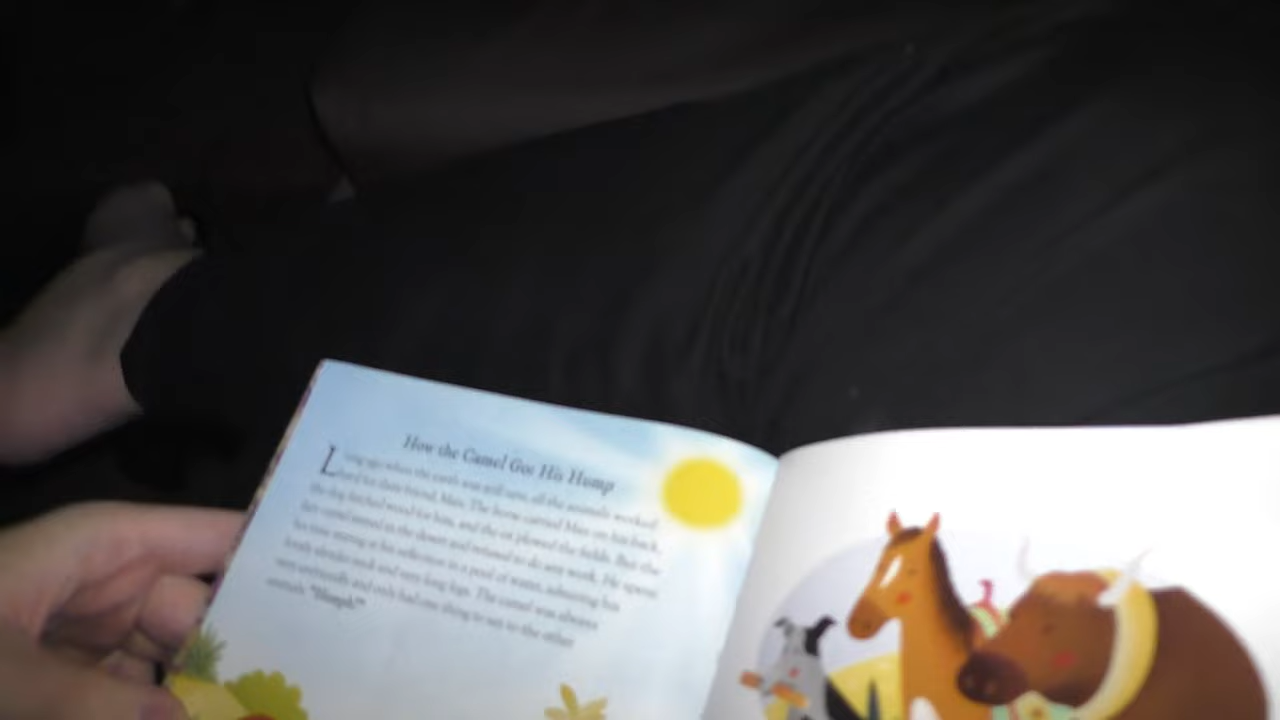 How the Camel Got His Hump
Long ago when the earth was still new, all the animals worked
hard for their friend, Man. The horse carried Man on his back,
the dog fetched wood for him, and the ox plowed the fields. But the
lazy camel rested in the desert and refused to do any work. He spent
his time staring at his reflection in a pool of water, admiring his
lovely slender neck and very long legs. The camel was always
very unfriendly and only had one thing to say to the other
animals: "Humph!"